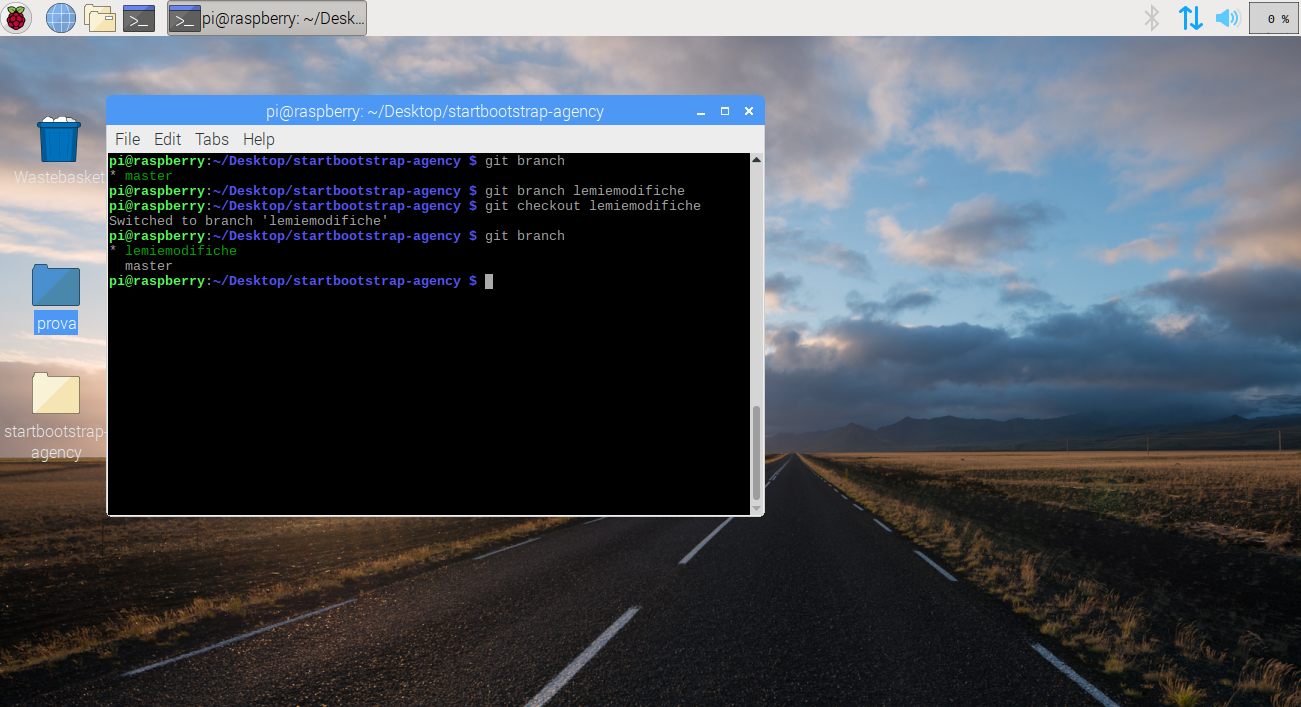 pi@raspberry: ~/Desk...
0 %
pi@raspberry: ~/Desktop/startbootstrap-agency
File Edit Tabs Help
pi@raspberry:~/Desktop/startbootstrap-agency $ git branch
* master
pi@raspberry:~/Desktop/startbootstrap-agency $ git branch lemiemodifiche
pi@raspberry:~/Desktop/startbootstrap-agency $ git checkout lemiemodifiche
Switched to branch 'lemiemodifiche'
pi@raspberry:~/Desktop/startbootstrap-agency $ git branch
* lemiemodifiche
  master
pi@raspberry:~/Desktop/startbootstrap-agency $
Wastebasket
prova
startbootstrap-
agency